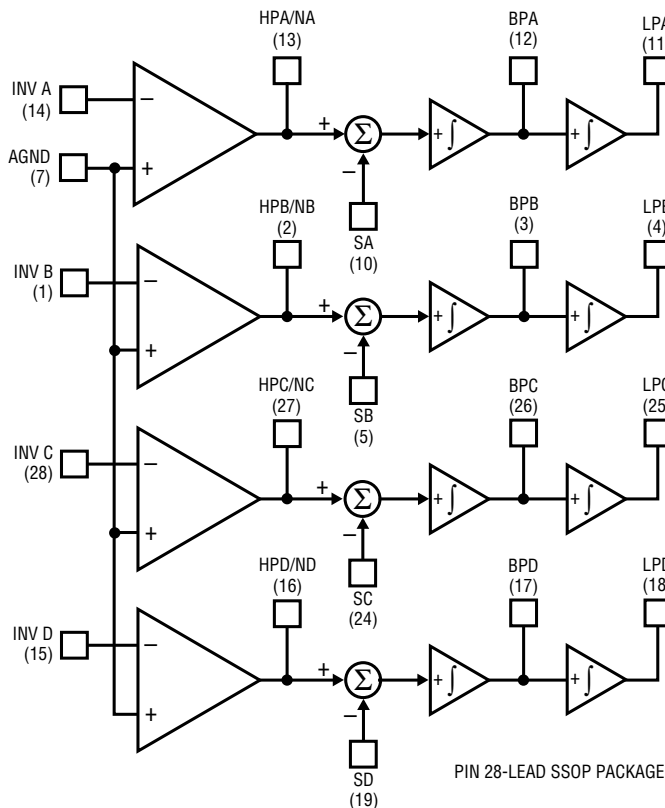 HPA/NA
(13)
BPA
(12)
LPA
(11)
INV A
(14)
AGND
(7)
−
+
+
Σ
−
+ ∫
+ ∫
SA
(10)
HPB/NB
(2)
BPB
(3)
LPB
(4)
INV B
(1)
−
+
+
Σ
−
+ ∫
+ ∫
SB
(5)
HPC/NC
(27)
BPC
(26)
LPC
(25)
INV C
(28)
−
+
+
Σ
−
+ ∫
+ ∫
SC
(24)
HPD/ND
(16)
BPD
(17)
LPD
(18)
INV D
(15)
−
+
+
Σ
−
+ ∫
+ ∫
SD
(19)
PIN 28-LEAD SSOP PACKAGE